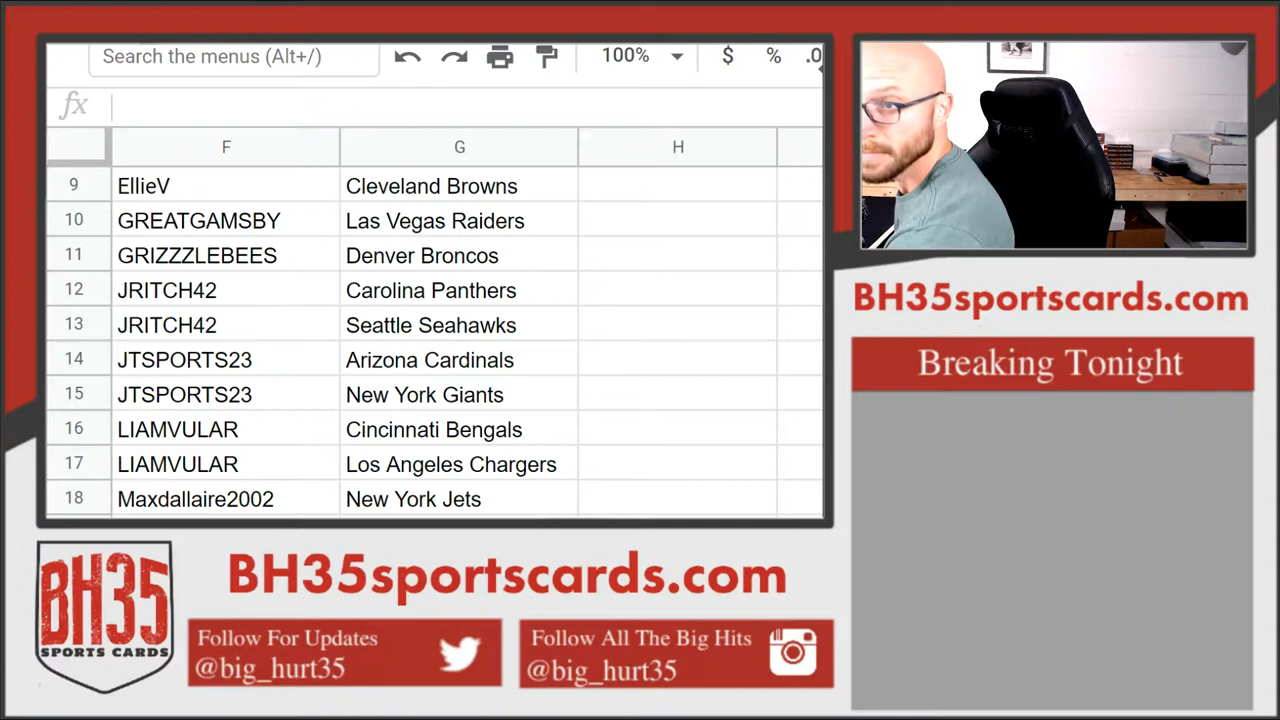 Search the menus (Alt+/)
100%
$
%
.0
fx
F G H
9 EllieV Cleveland Browns
10 GREATGAMSBY Las Vegas Raiders
11 GRIZZZLEBEES Denver Broncos
12 JRITCH42 Carolina Panthers
13 JRITCH42 Seattle Seahawks
14 JTSPORTS23 Arizona Cardinals
15 JTSPORTS23 New York Giants
16 LIAMVULAR Cincinnati Bengals
17 LIAMVULAR Los Angeles Chargers
18 Maxdallaire2002 New York Jets
BH35sportscards.com
Breaking Tonight
BH35
SPORTS CARDS
BH35sportscards.com
Follow For Updates
@big_hurt35
Follow All The Big Hits
@big_hurt35